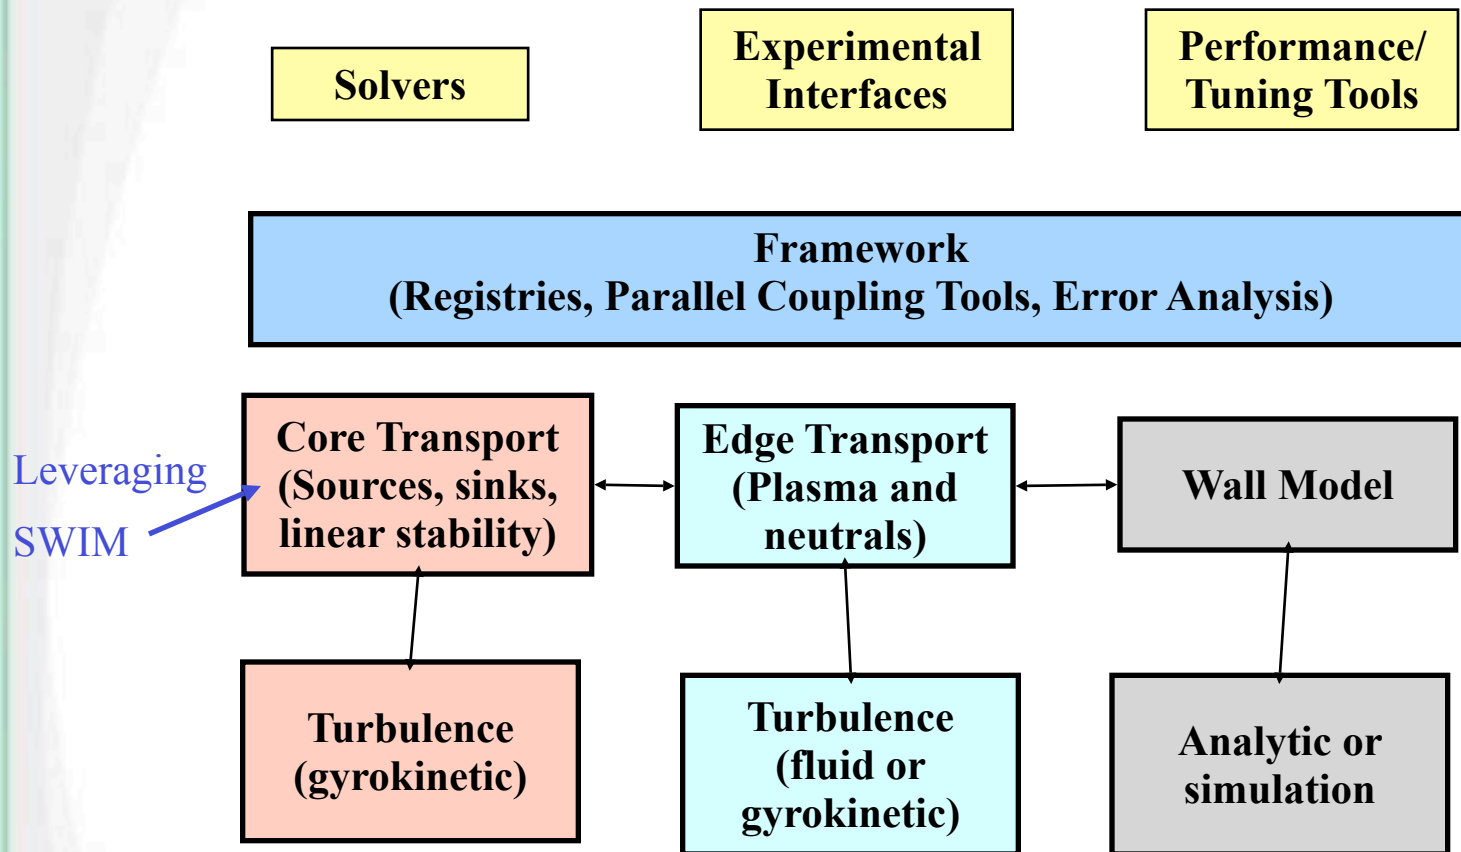 Solvers
Experimental
Interfaces
Performance/
Tuning Tools
Framework
(Registries, Parallel Coupling Tools, Error Analysis)
Leveraging
SWIM
Core Transport
(Sources, sinks,
linear stability)
Edge Transport
(Plasma and
neutrals)
Wall Model
Turbulence
(gyrokinetic)
Turbulence
(fluid or
gyrokinetic)
Analytic or
simulation